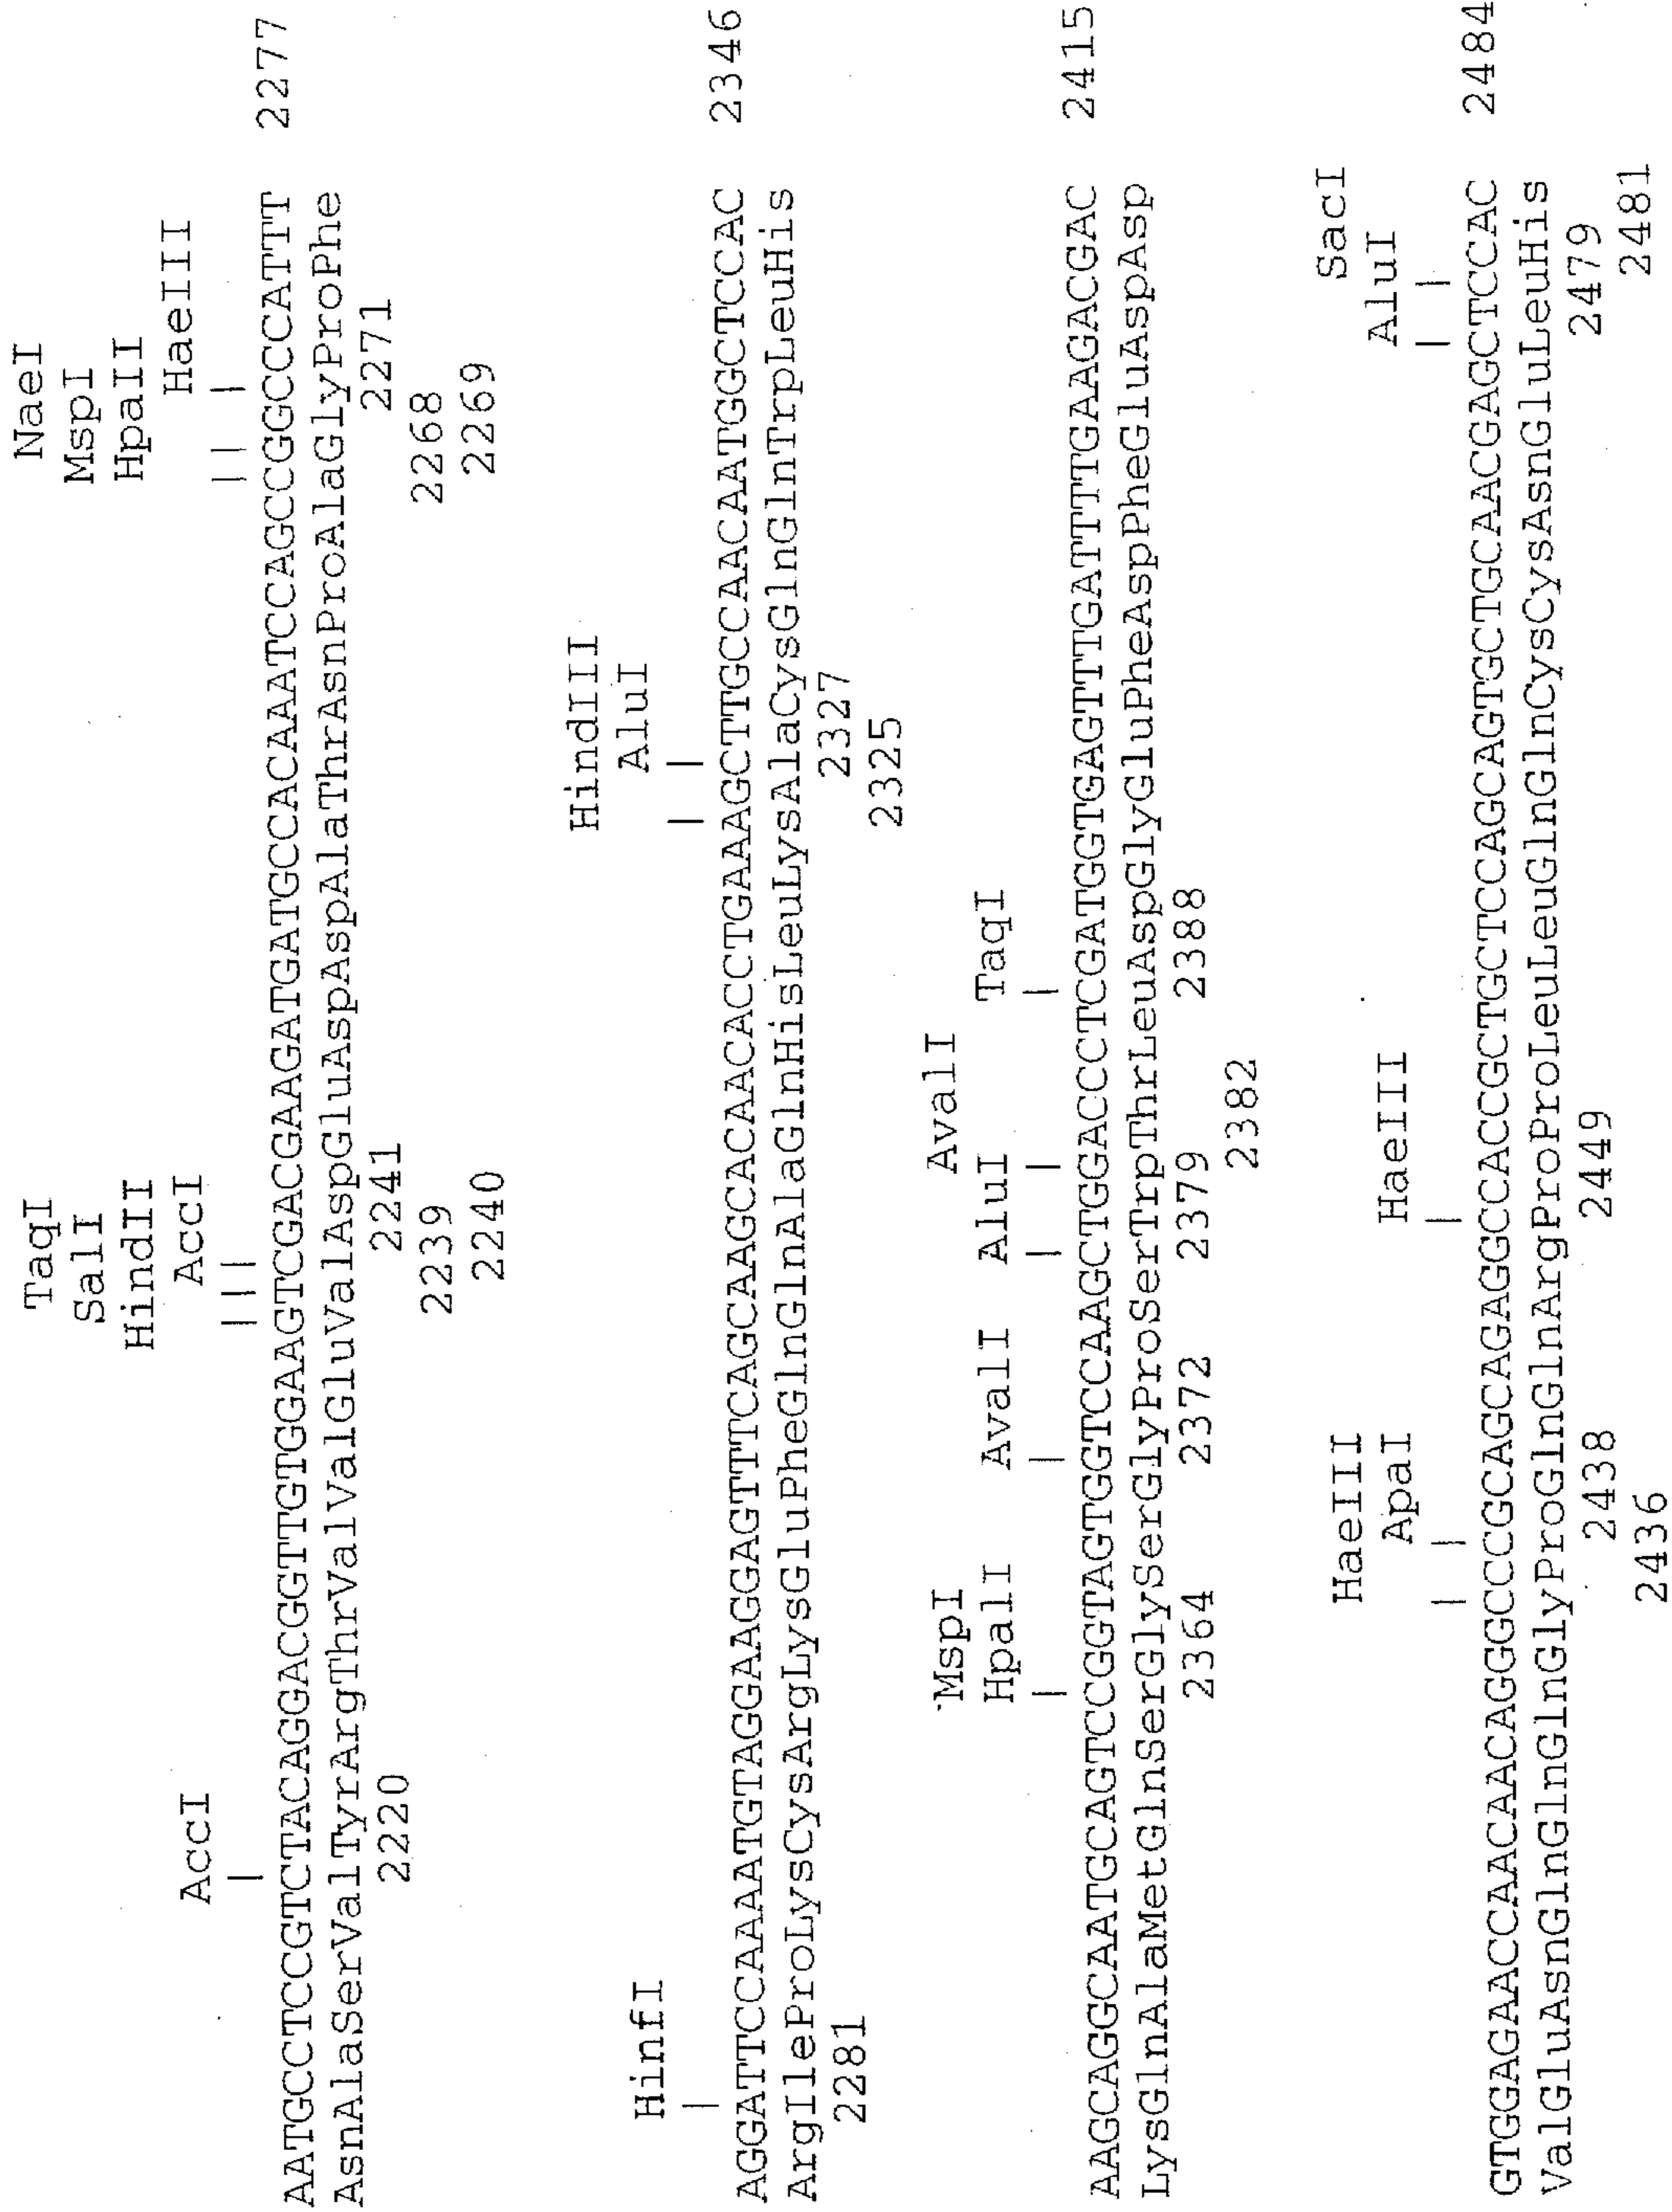 NaeI
TaqI MspI
SalI HpaII
HindII HaeIII
AccI AccI
AATGCCTCCGTCTACAGGACGGTTGTGGAAGTCGACGAAGATGATGCCACAAATCCAGCCGGCCCATTT 2277
AsnAlaSerValTyrArgThrValValGluValAspGluAspAspAlaThrAsnProAlaGlyProPhe
2220 2241 2271
2239 2268
2240 2269
HindIII
HinfI AluI
AGGATTCCAAAATGTAGGAAGGAGTTTCAGCAAGCACAACACCTGAAAGCTTGCCAACAATGGCTCCAC 2346
ArgIleProLysCysArgLysGluPheGlnGlnAlaGlnHisLeuLysAlaCysGlnGlnTrpLeuHis
2281 2327
2325
MspI AvaII
HpaII AvaII AluI TaqI
AAGCAGGCAATGCAGTCCGGTAGTGGTCCAAGCTGGACCCTCGATGGTGAGTTTGATTTTGAAGACGAC 2415
LysGlnAlaMetGlnSerGlySerGlyProSerTrpThrLeuAspGlyGluPheAspPheGluAspAsp
2364 2372 2379 2388
2382
HaeIII SacI
ApaI HaeIII AluI
GTGGAGAACCAACAACAGGGCCCGCAGCAGAGGCCACCGCTGCTCCAGCAGTGCTGCAACGAGCTCCAC 2484
ValGluAsnGlnGlnGlnGlyProGlnGlnArgProProLeuLeuGlnGlnCysCysAsnGluLeuHis
2438 2449 2479
2436 2481